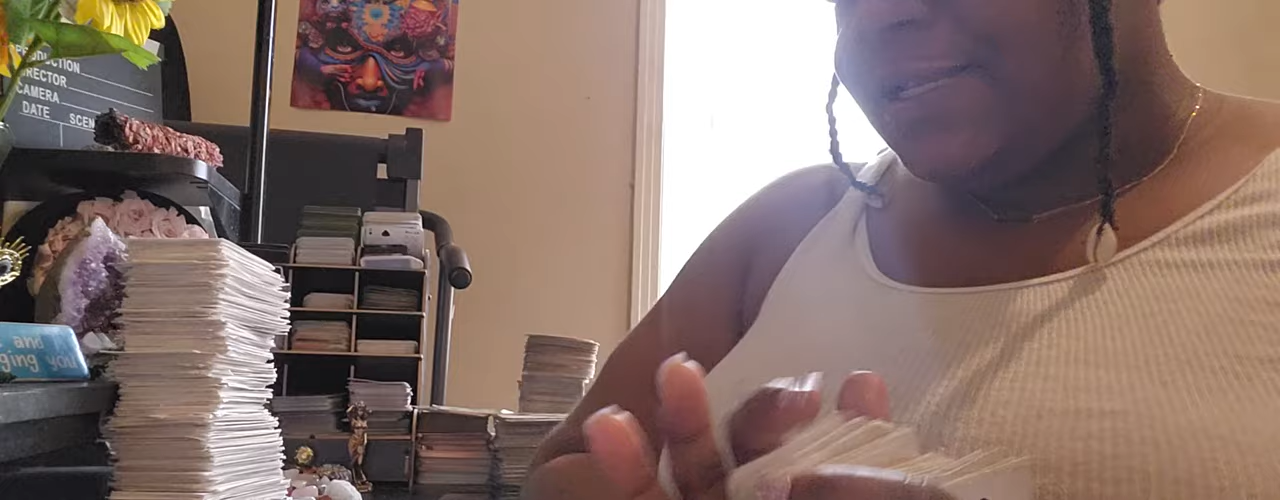 PRODUCTION
DIRECTOR
CAMERA
DATE SCEN
and
ging you